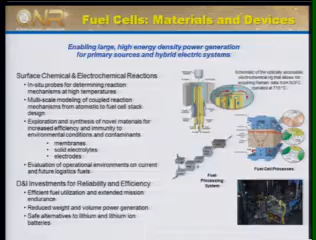 Fuel Cells: Materials and Devices
Enabling large, high energy density power generation
for primary sources and hybrid electric systems
Surface Chemical & Electrochemical Reactions
• In-situ probes for determining reaction
mechanisms at high temperatures
• Multi-scale modeling of coupled reaction
mechanisms from atomistic to fuel cell stack
design
• Exploration and synthesis of novel materials for
increased efficiency and immunity to
environmental conditions and contaminants
• membranes
• solid electrolytes
• electrodes
• Evaluation of operational environments on current
and future logistics fuels
D&I Investments for Reliability and Efficiency
• Efficient fuel utilization and extended mission
endurance
• Reduced weight and volume power generation
• Safe alternatives to lithium and lithium ion
batteries
Schematic of the optically accessible
Fuel-
Processing
System
Fuel-Cell Processes